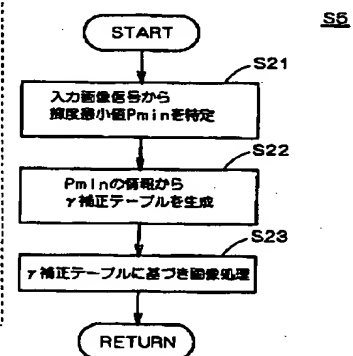 S5
START
S21
入力画像信号から
輝度最小値Pminを特定
S22
Pminの情報から
γ補正テーブルを生成
S23
γ補正テーブルに基づき画像処理
RETURN